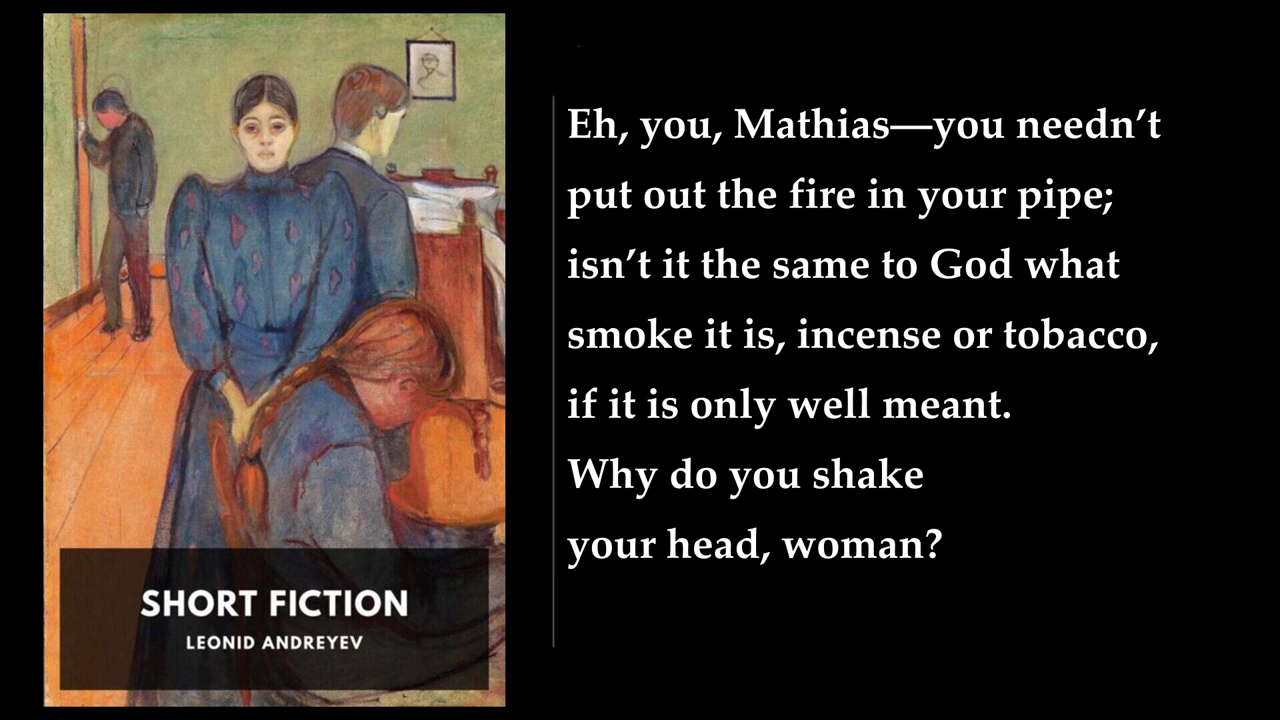 SHORT FICTION
LEONID ANDREYEV
Eh, you, Mathias—you needn’t
put out the fire in your pipe;
isn’t it the same to God what
smoke it is, incense or tobacco,
if it is only well meant.
Why do you shake
your head, woman?